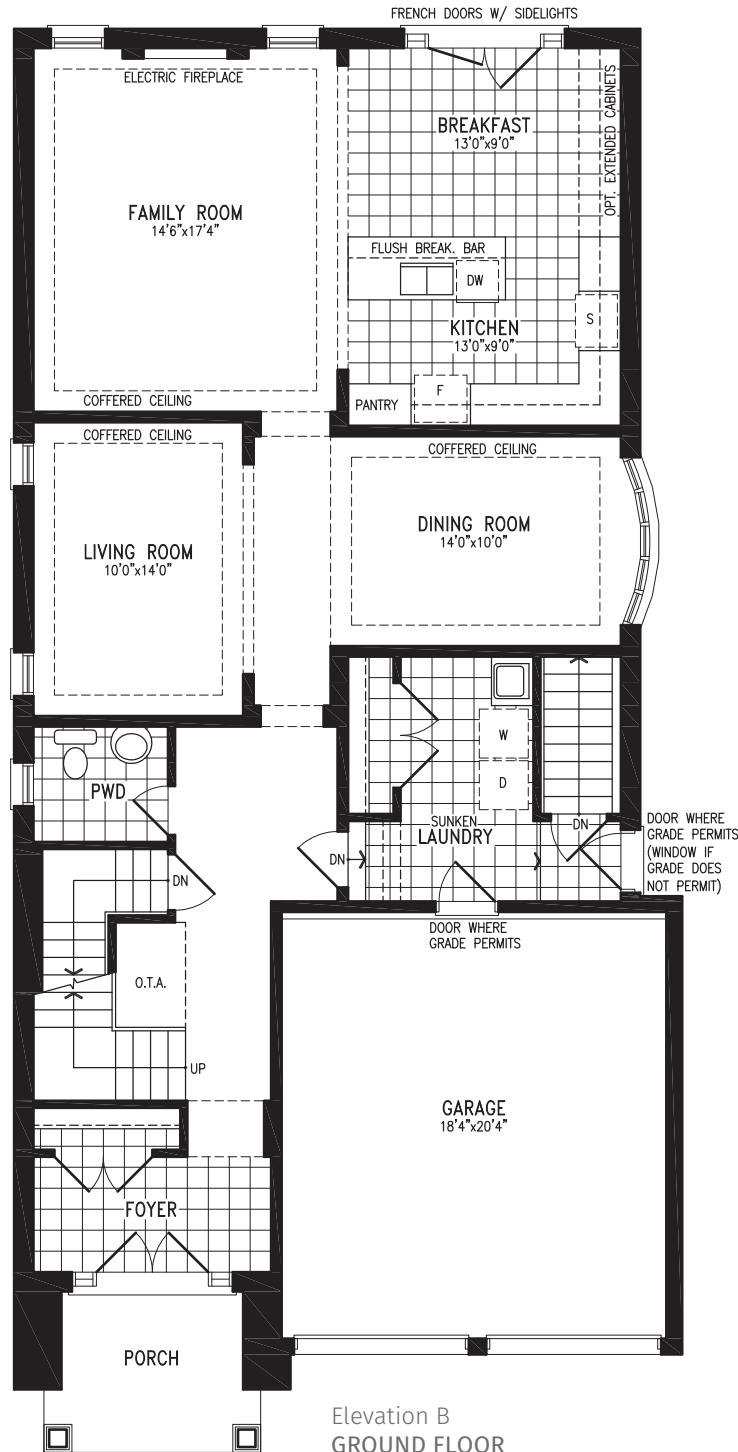 FRENCH DOORS W/ SIDELIGHTS
ELECTRIC FIREPLACE
OPT. EXTENDED CABINETS
BREAKFAST
13'0"x9'0"
FAMILY ROOM
14'6"x17'4"
FLUSH BREAK. BAR
DW
S
KITCHEN
13'0"x9'0"
F
PANTRY
COFFERED CEILING
COFFERED CEILING
COFFERED CEILING
DINING ROOM
14'0"x10'0"
LIVING ROOM
10'0"x14'0"
W
D
PWD
SUNKEN
LAUNDRY
DN
DN
DN
DOOR WHERE
GRADE PERMITS
(WINDOW IF
GRADE DOES
NOT PERMIT)
DOOR WHERE
GRADE PERMITS
O.T.A.
UP
GARAGE
18'4"x20'4"
FOYER
PORCH
Elevation B
GROUND FLOOR